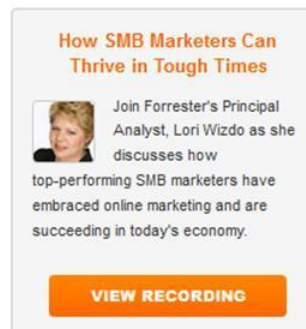 How SMB Marketers Can
Thrive in Tough Times
Join Forrester's Principal
Analyst, Lori Wizdo as she
discusses how
top-performing SMB marketers have
embraced online marketing and are
succeeding in today's economy.
VIEW RECORDING